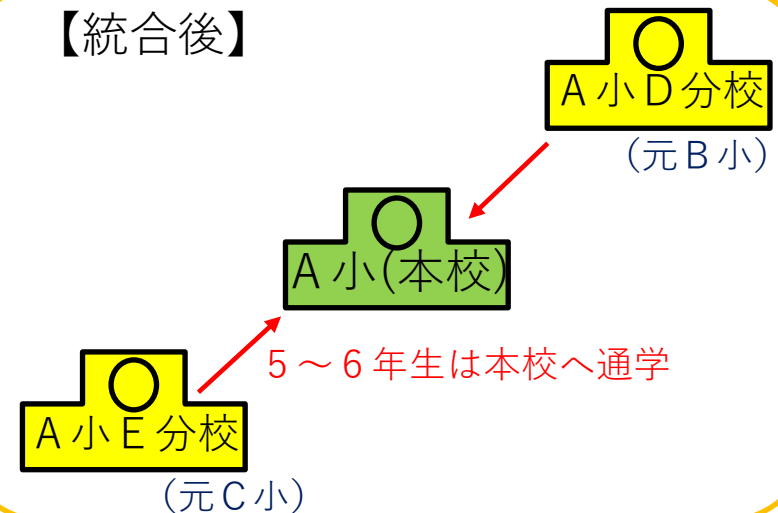 【統合後】
A小D分校
(元B小)
A小(本校)
5~6年生は本校へ通学
A小E分校
(元C小)